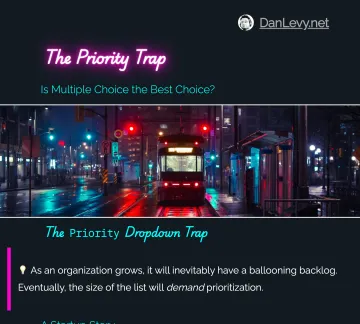 DanLevy.net
The Priority Trap
Is Multiple Choice the Best Choice?
The Priority Dropdown Trap
💡 As an organization grows, it will inevitably have a ballooning backlog.
Eventually, the size of the list will demand prioritization.
A Startup Story